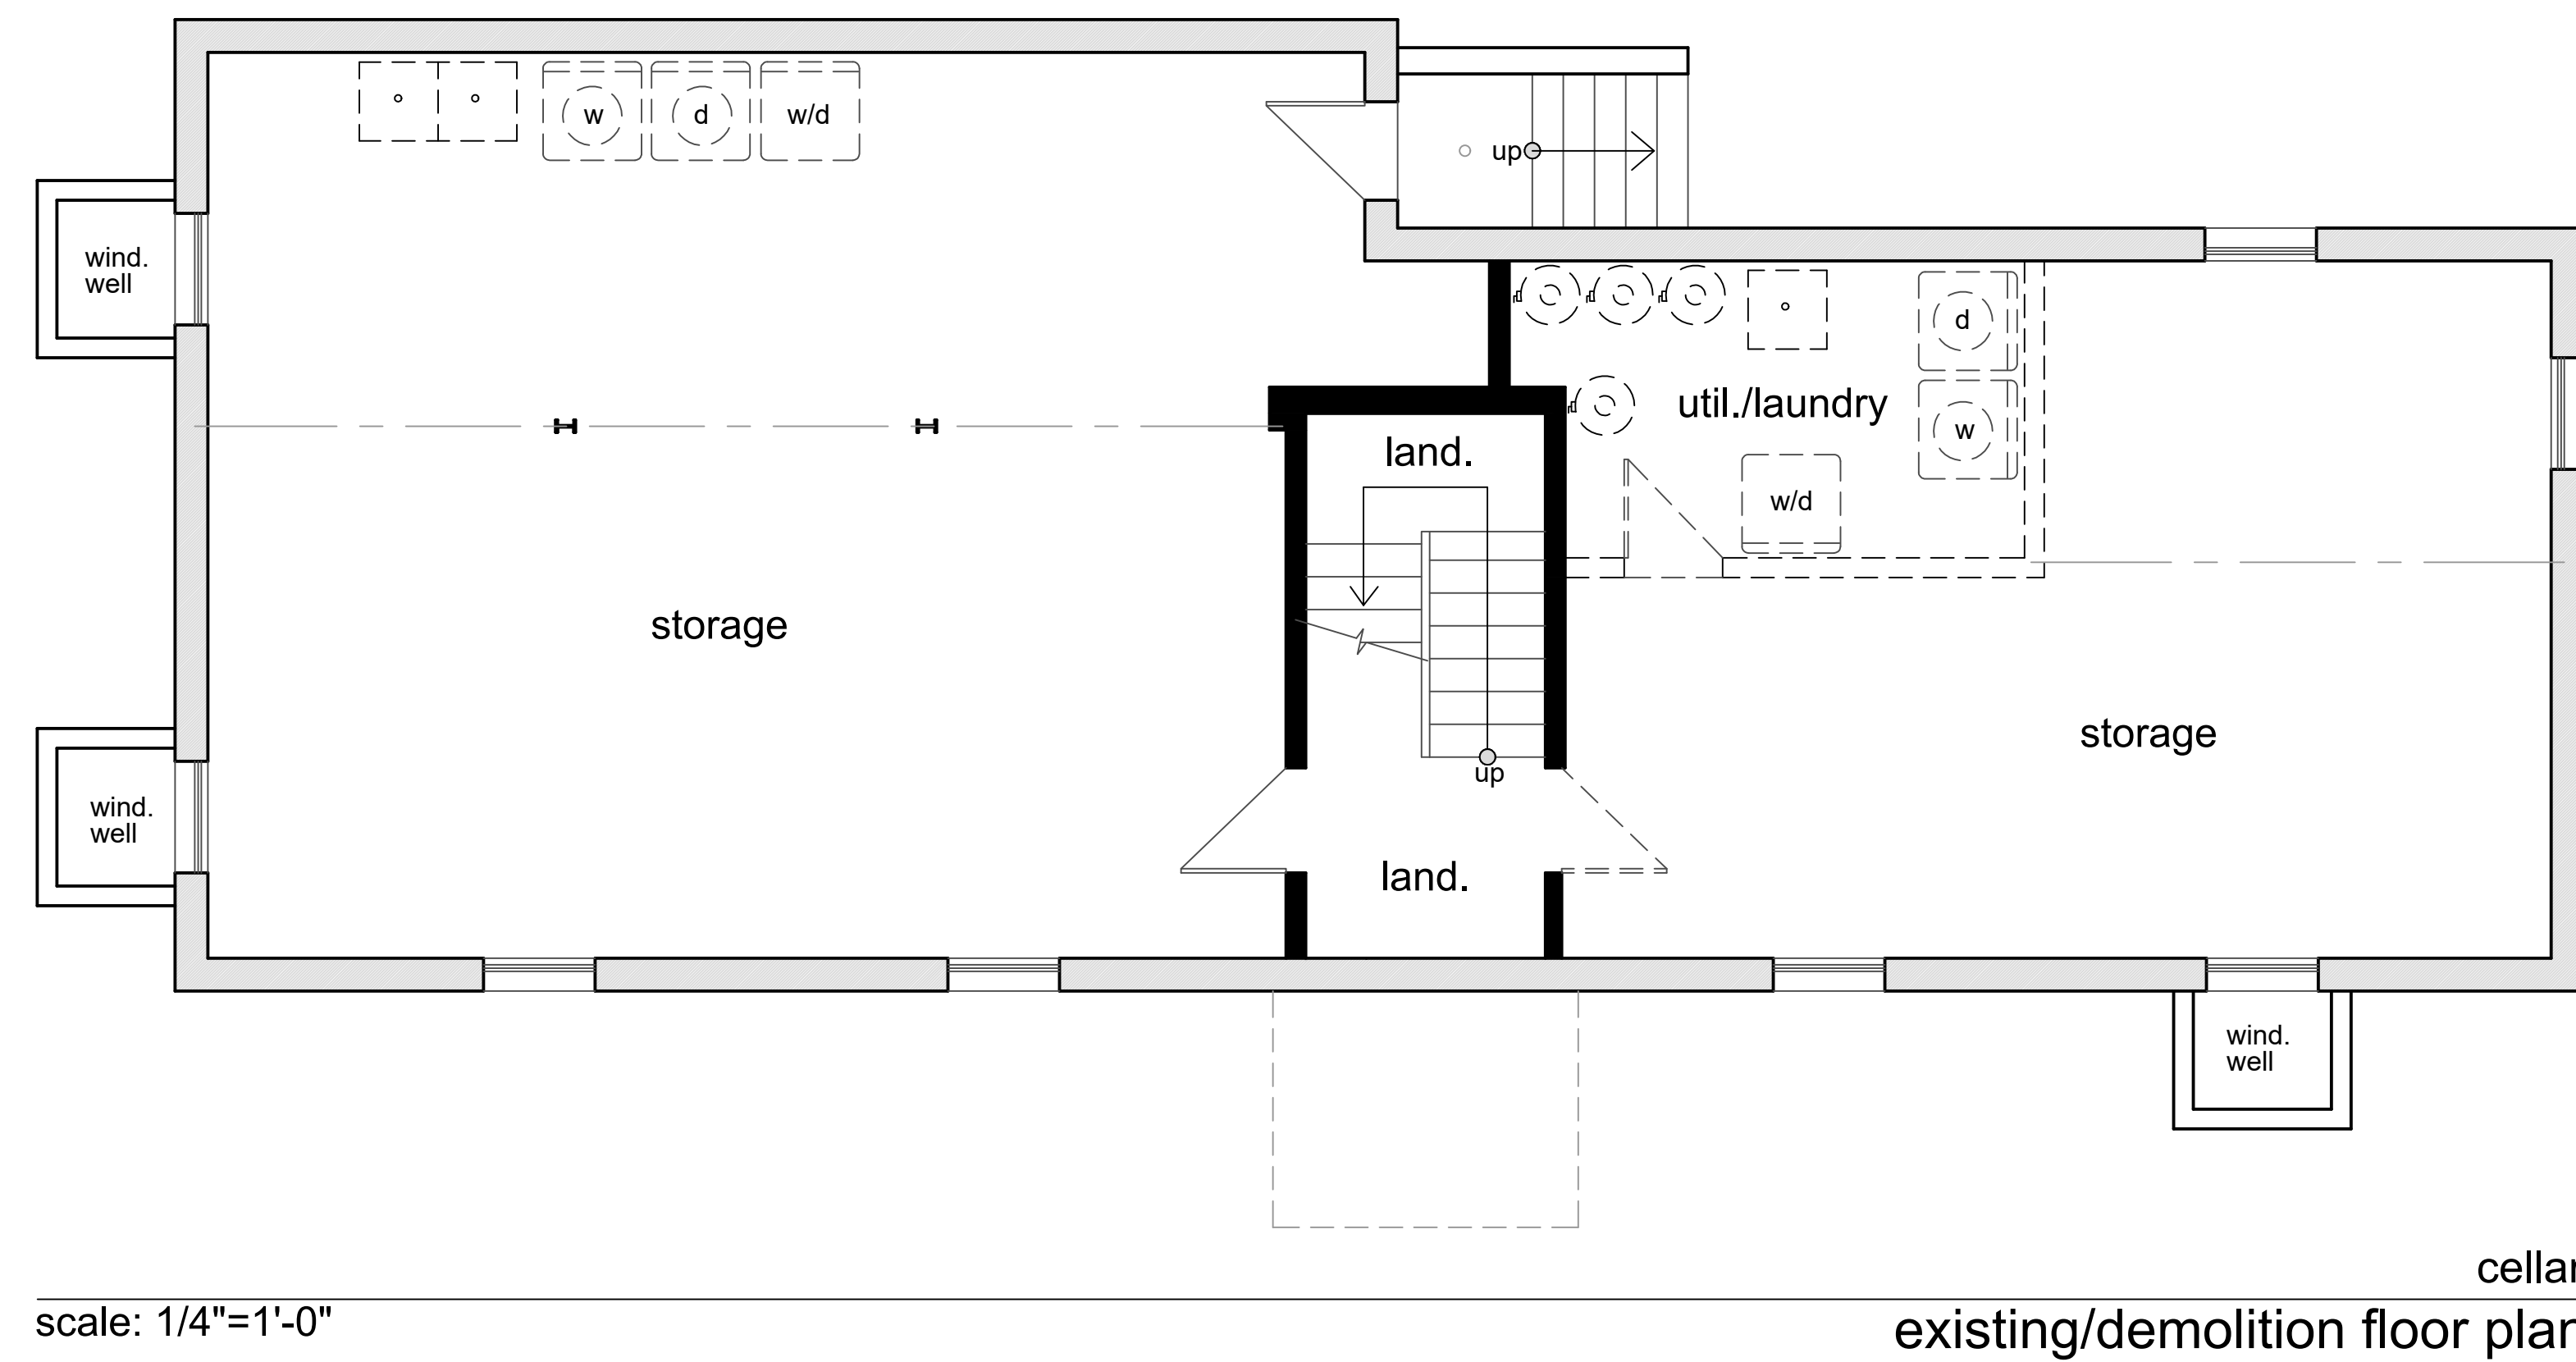 w
d
w/d
up
wind.
well
d
util./laundry
w
land.
w/d
storage
storage
up
wind.
well
land.
wind.
well
cellar
scale: 1/4"=1'-0"
existing/demolition floor plan